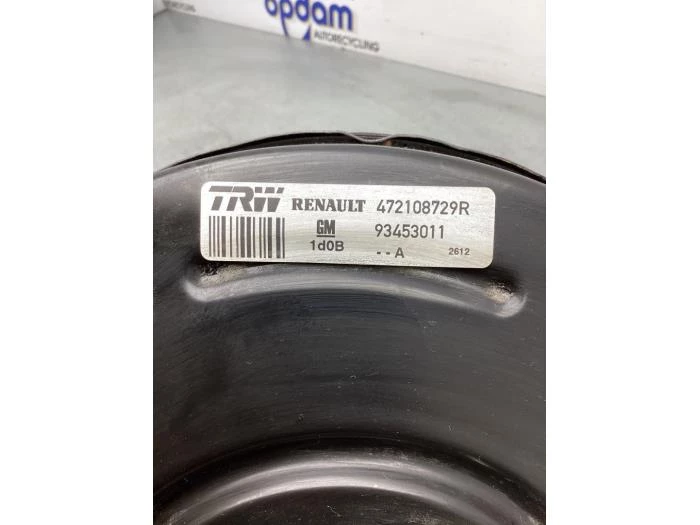 opdam
AUTORECYCLING
TRW RENAULT 472108729R
GM 93453011
1d0B - - A 2612